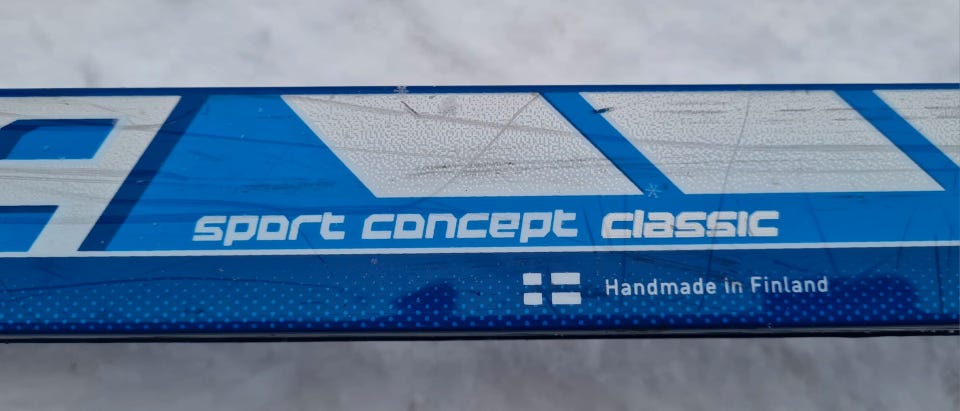 sport concept classic
Handmade in Finland